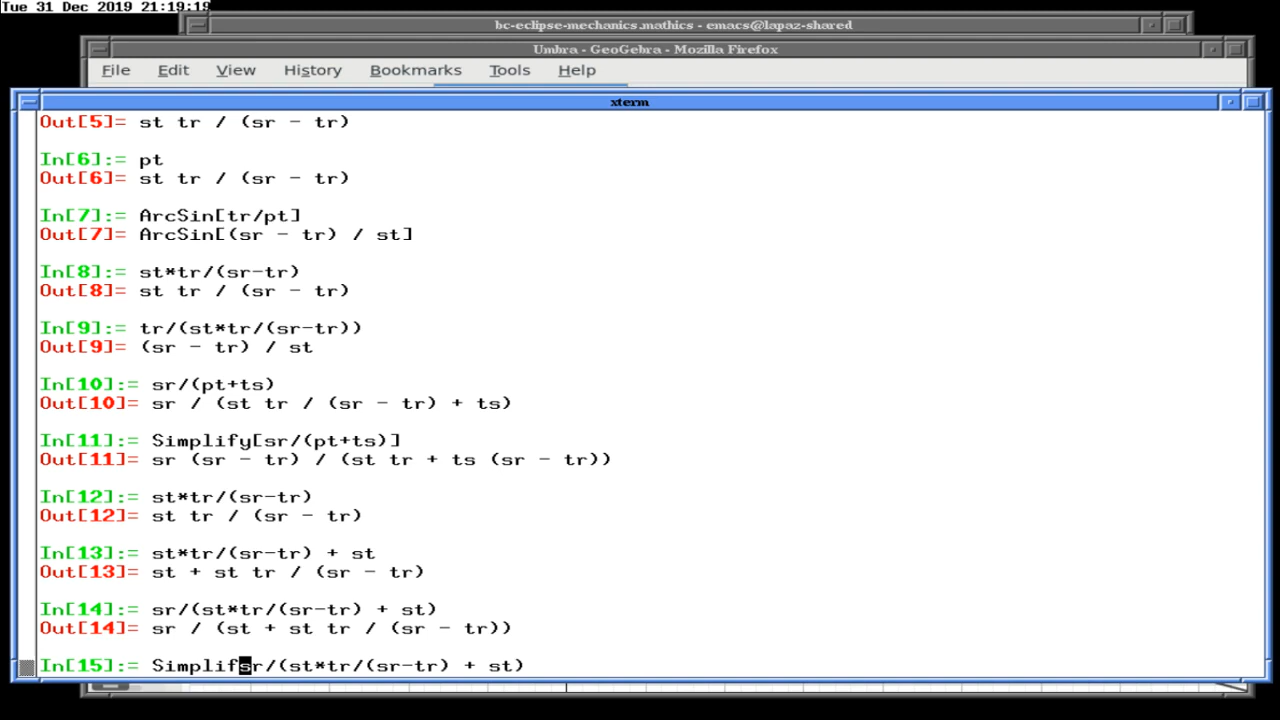 Tue 31 Dec 2019 21:19:19
bc-eclipse-mechanics.mathics - emacs@lapaz-shared
Umbra - GeoGebra - Mozilla Firefox
File Edit View History Bookmarks Tools Help
xterm
Out[5]= st tr / (sr - tr)
In[6]:= pt
Out[6]= st tr / (sr - tr)
In[7]:= ArcSin[tr/pt]
Out[7]= ArcSin[(sr - tr) / st]
In[8]:= st*tr/(sr-tr)
Out[8]= st tr / (sr - tr)
In[9]:= tr/(st*tr/(sr-tr))
Out[9]= (sr - tr) / st
In[10]:= sr/(pt+ts)
Out[10]= sr / (st tr / (sr - tr) + ts)
In[11]:= Simplify[sr/(pt+ts)]
Out[11]= sr (sr - tr) / (st tr + ts (sr - tr))
In[12]:= st*tr/(sr-tr)
Out[12]= st tr / (sr - tr)
In[13]:= st*tr/(sr-tr) + st
Out[13]= st + st tr / (sr - tr)
In[14]:= sr/(st*tr/(sr-tr) + st)
Out[14]= sr / (st + st tr / (sr - tr))
In[15]:= Simplifsr/(st*tr/(sr-tr) + st)